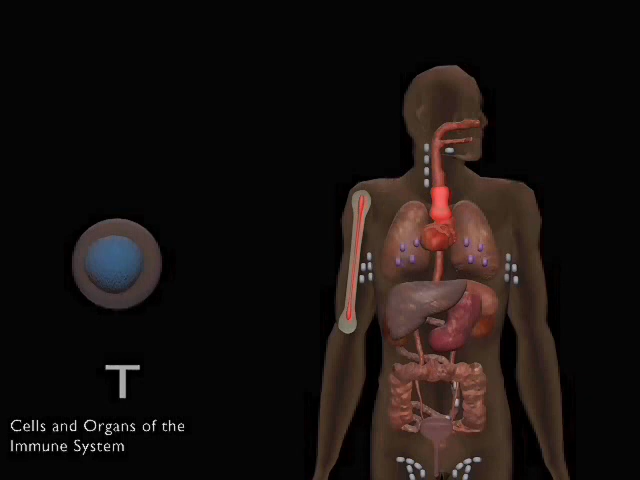 T
Cells and Organs of the
Immune System